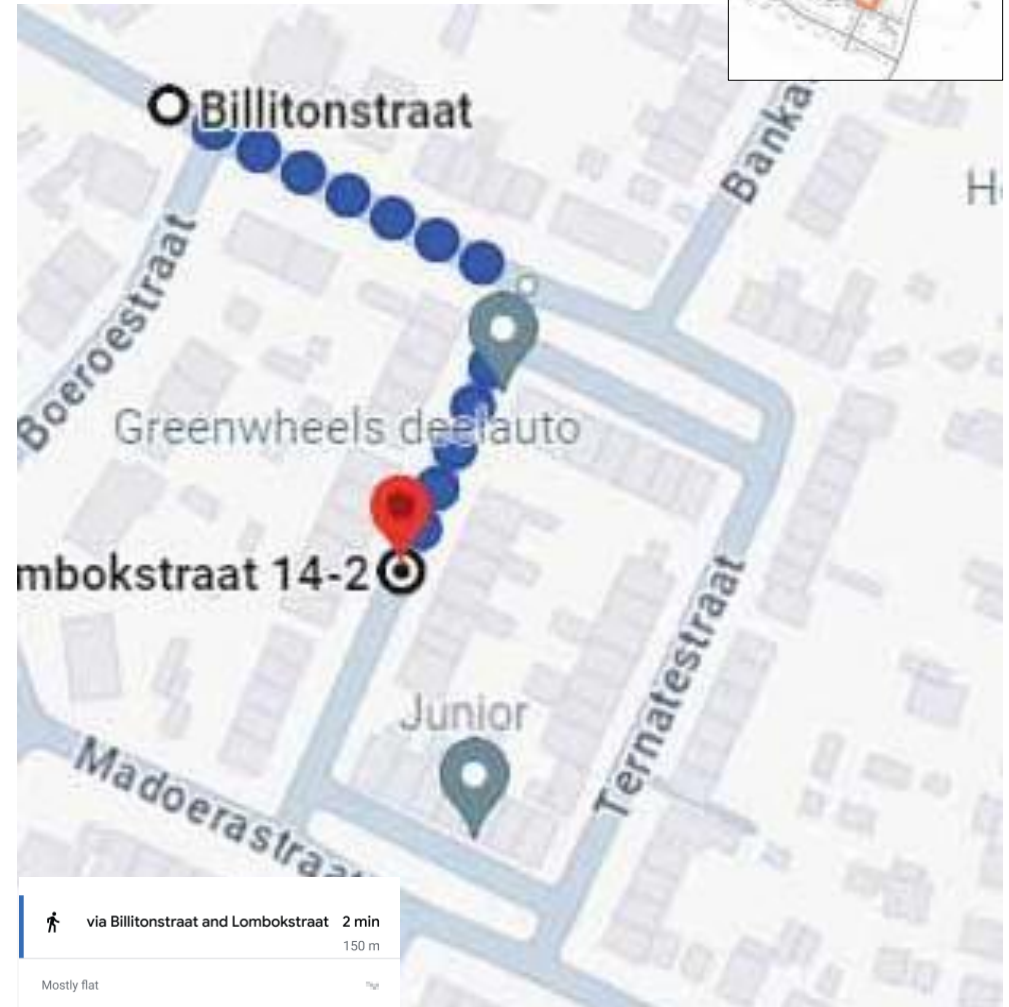 Billitonstraat
Banka
H
Boeroestraat
Greenwheels deelauto
mbokstraat 14-2
Junior
Ternatestraat
Madoerastraat
via Billitonstraat and Lombokstraat 2 min
150 m
Mostly flat